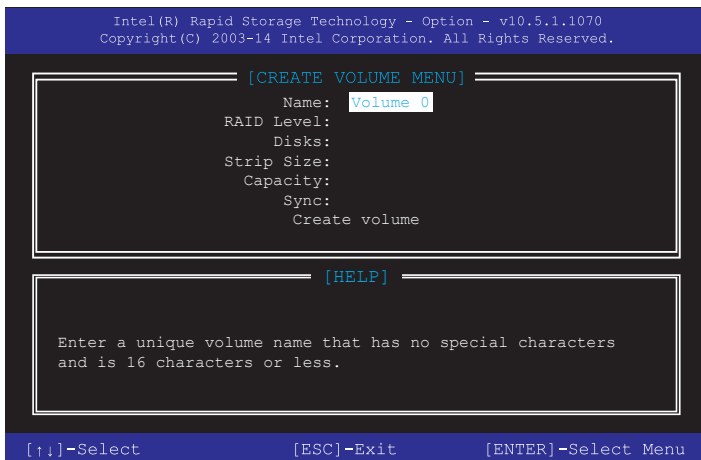 Intel(R) Rapid Storage Technology - Option - v10.5.1.1070
Copyright(C) 2003-14 Intel Corporation. All Rights Reserved.
[CREATE VOLUME MENU]
Name: Volume 0
RAID Level:
Disks:
Strip Size:
Capacity:
Sync:
Create volume
[HELP]
Enter a unique volume name that has no special characters
and is 16 characters or less.
[↑↓]-Select [ESC]-Exit [ENTER]-Select Menu